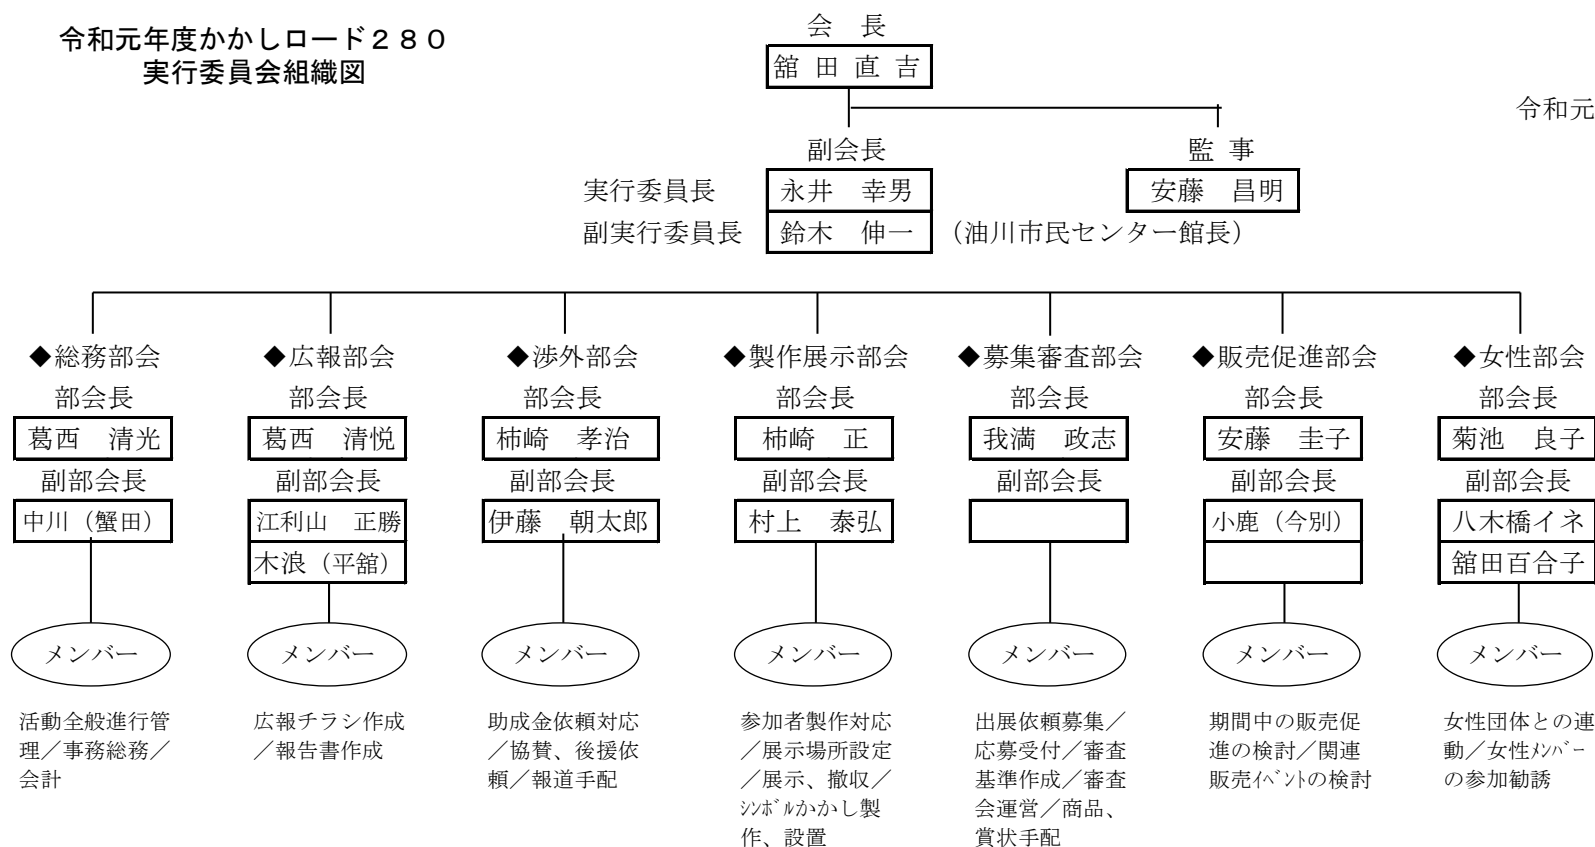 令和元年度かかしロード２８０
実行委員会組織図
会　長
舘 田 直 吉
令和元
副会長
監 事
実行委員長
永井　幸男
安藤　昌明
副実行委員長
鈴木　伸一
（油川市民センター館長）
◆総務部会
部会長
葛西　清光
副部会長
中川（蟹田）
メンバー
活動全般進行管
理／事務総務／
会計
◆広報部会
部会長
葛西　清悦
副部会長
江利山　正勝
木浪（平舘）
メンバー
広報チラシ作成
／報告書作成
◆渉外部会
部会長
柿崎　孝治
副部会長
伊藤　朝太郎
メンバー
助成金依頼対応
／協賛、後援依
頼／報道手配
◆製作展示部会
部会長
柿崎　正
副部会長
村上　泰弘
メンバー
参加者製作対応
／展示場所設定
／展示、撤収／
ｼﾝﾎﾞﾙかかし製
作、設置
◆募集審査部会
部会長
我満　政志
副部会長
メンバー
出展依頼募集／
応募受付／審査
基準作成／審査
会運営／商品、
賞状手配
◆販売促進部会
部会長
安藤　圭子
副部会長
小鹿（今別）
メンバー
期間中の販売促
進の検討／関連
販売ｲﾍﾞﾝﾄの検討
◆女性部会
部会長
菊池　良子
副部会長
八木橋イネ
舘田百合子
メンバー
女性団体との連
動／女性ﾒﾝﾊﾞｰ
の参加勧誘